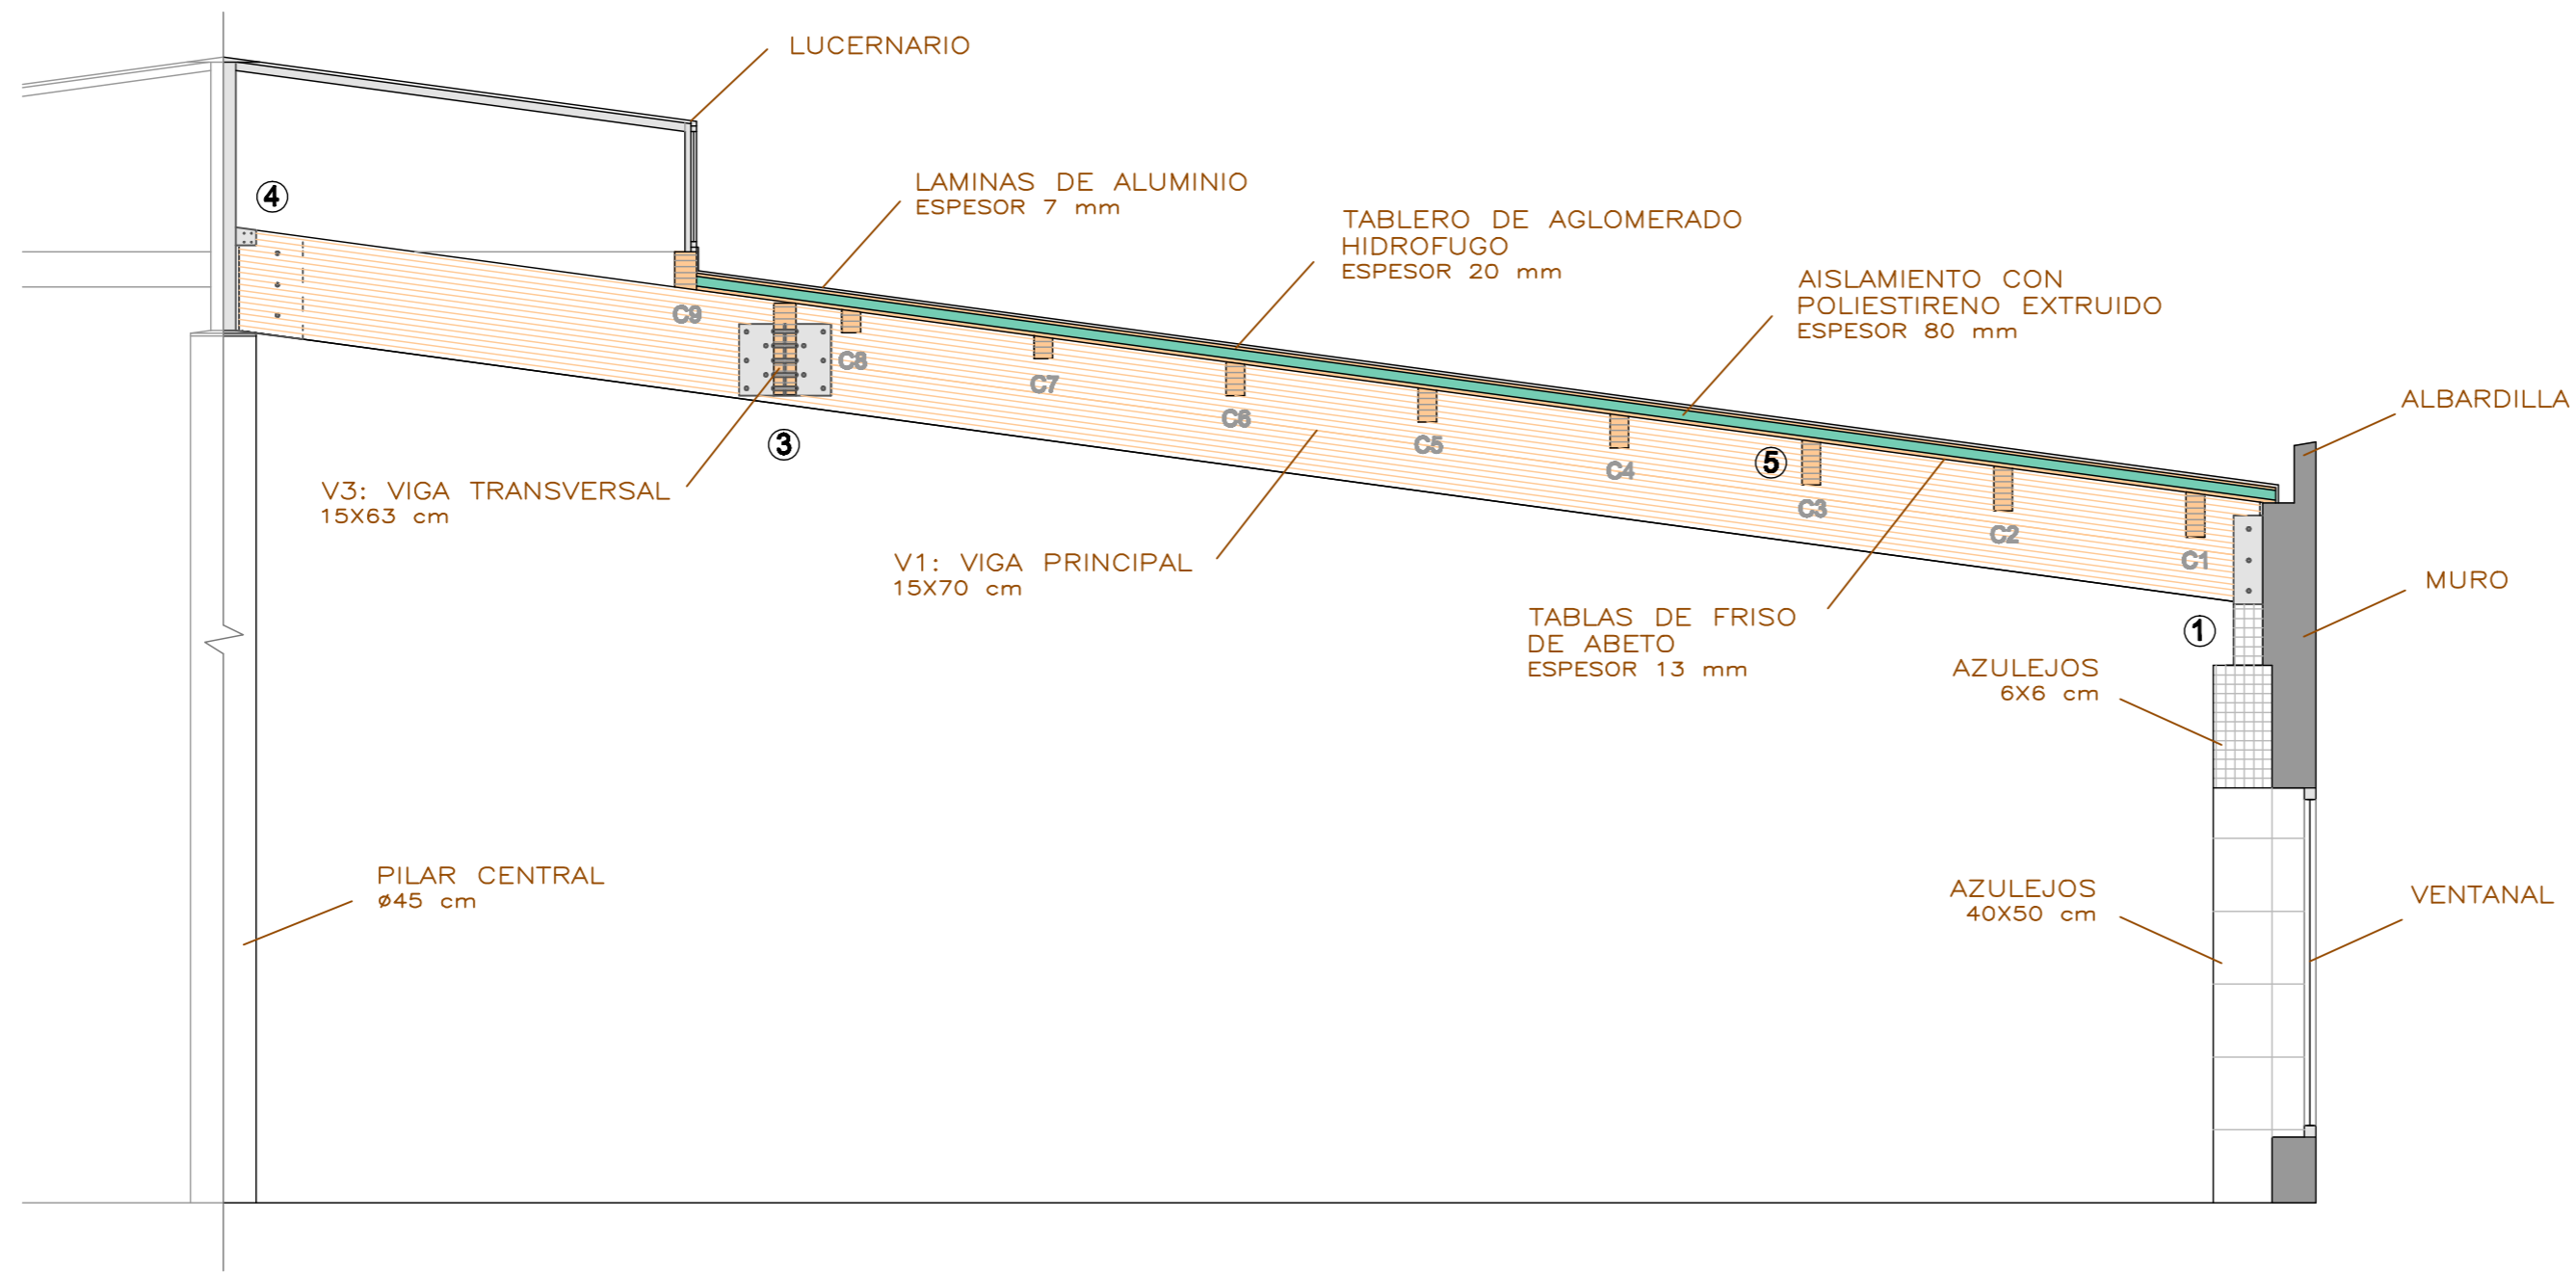 LUCERNARIO
④
LAMINAS DE ALUMINIO
ESPESOR 7 mm
TABLERO DE AGLOMERADO
HIDROFUGO
ESPESOR 20 mm
AISLAMIENTO CON
POLIESTIRENO EXTRUIDO
ESPESOR 80 mm
ALBARDILLA
C9
C8
C7
C6
C5
C4
C3
C2
C1
③
⑤
①
V3: VIGA TRANSVERSAL
15X63 cm
V1: VIGA PRINCIPAL
15X70 cm
TABLAS DE FRISO
DE ABETO
ESPESOR 13 mm
MURO
AZULEJOS
6X6 cm
PILAR CENTRAL
ø45 cm
AZULEJOS
40X50 cm
VENTANAL